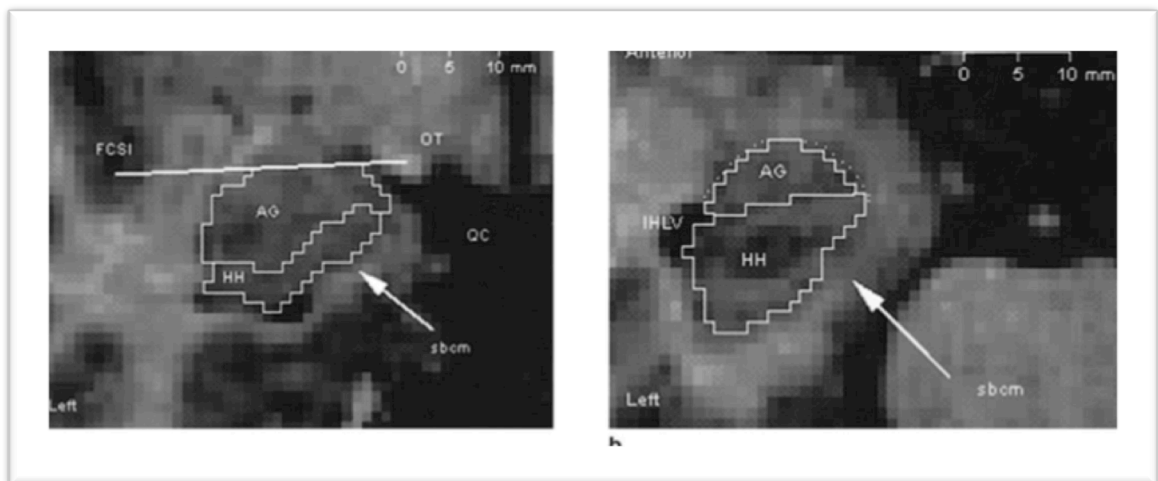 0 5 10 mm
FCSI
OT
AG
QC
HH
sbcm
Left
Anterior
0 5 10 mm
AG
IHLV
HH
sbcm
Left